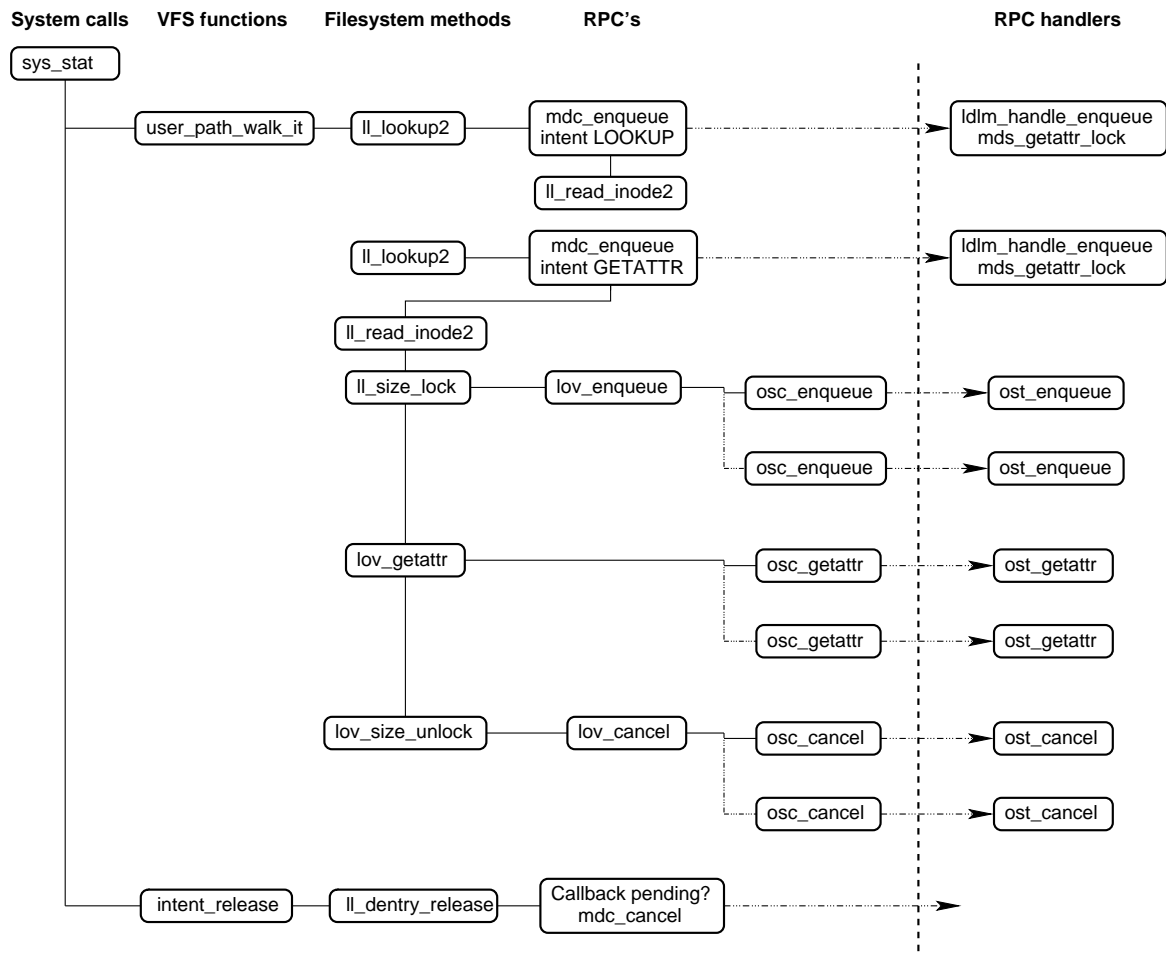 System calls
VFS functions
Filesystem methods
RPC's
RPC handlers
sys_stat
user_path_walk_it
ll_lookup2
mdc_enqueue
intent LOOKUP
ldlm_handle_enqueue
mds_getattr_lock
ll_read_inode2
ll_lookup2
mdc_enqueue
intent GETATTR
ldlm_handle_enqueue
mds_getattr_lock
ll_read_inode2
ll_size_lock
lov_enqueue
osc_enqueue
ost_enqueue
osc_enqueue
ost_enqueue
lov_getattr
osc_getattr
ost_getattr
osc_getattr
ost_getattr
lov_size_unlock
lov_cancel
osc_cancel
ost_cancel
osc_cancel
ost_cancel
intent_release
ll_dentry_release
Callback pending?
mdc_cancel